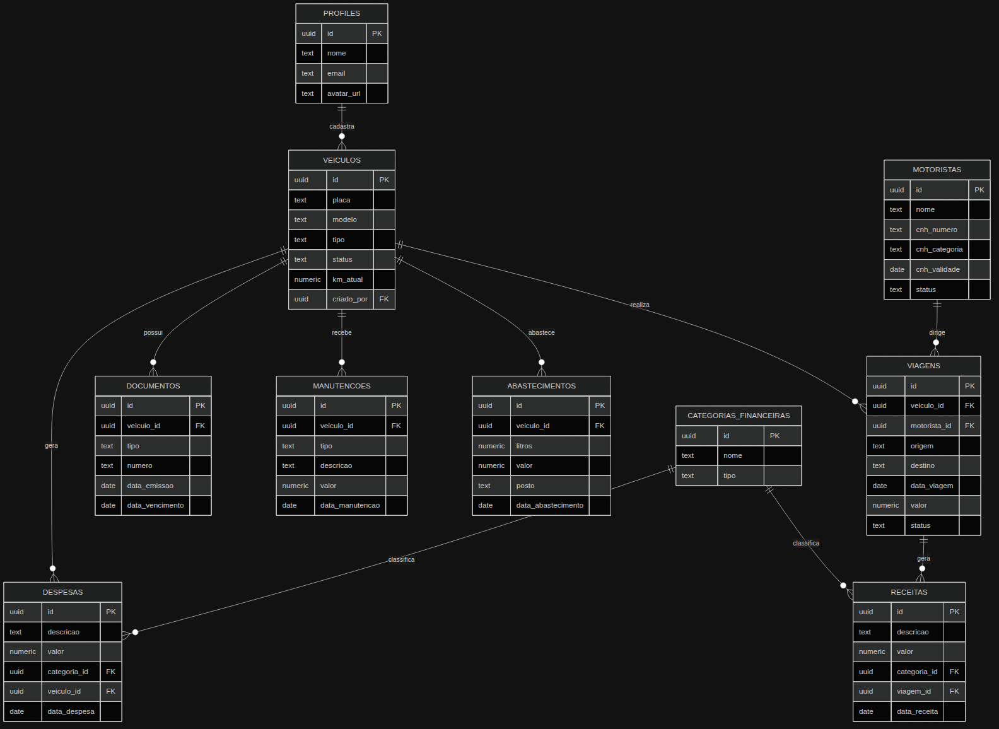 PROFILES
uuid id PK
text nome
text email
text avatar_url
cadastra
VEICULOS
uuid id PK
text placa
text modelo
text tipo
text status
numeric km_atual
uuid criado_por FK
MOTORISTAS
uuid id PK
text nome
text cnh_numero
text cnh_categoria
date cnh_validade
text status
realiza
possui
recebe
abastece
dirige
gera
DOCUMENTOS
uuid id PK
uuid veiculo_id FK
text tipo
text numero
date data_emissao
date data_vencimento
MANUTENCOES
uuid id PK
uuid veiculo_id FK
text tipo
text descricao
numeric valor
date data_manutencao
ABASTECIMENTOS
uuid id PK
uuid veiculo_id FK
numeric litros
numeric valor
text posto
date data_abastecimento
CATEGORIAS_FINANCEIRAS
uuid id PK
text nome
text tipo
VIAGENS
uuid id PK
uuid veiculo_id FK
uuid motorista_id FK
text origem
text destino
date data_viagem
numeric valor
text status
classifica
classifica
gera
DESPESAS
uuid id PK
text descricao
numeric valor
uuid categoria_id FK
uuid veiculo_id FK
date data_despesa
RECEITAS
uuid id PK
text descricao
numeric valor
uuid categoria_id FK
uuid viagem_id FK
date data_receita